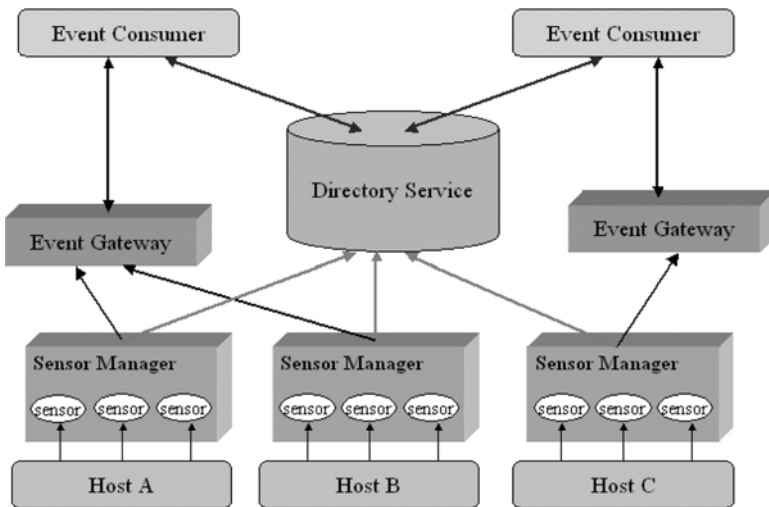 Event Consumer
Event Consumer
Directory Service
Event Gateway
Event Gateway
Sensor Manager
Sensor Manager
Sensor Manager
sensor sensor sensor
sensor sensor sensor
sensor sensor sensor
Host A
Host B
Host C